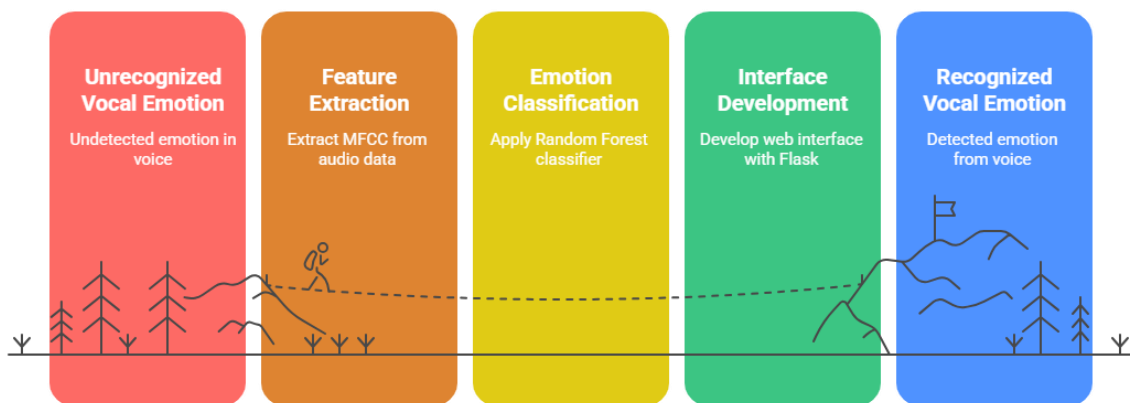 Unrecognized
Vocal Emotion
Undetected emotion in
voice
Feature
Extraction
Extract MFCC from
audio data
Emotion
Classification
Apply Random Forest
classifier
Interface
Development
Develop web interface
with Flask
Recognized
Vocal Emotion
Detected emotion
from voice